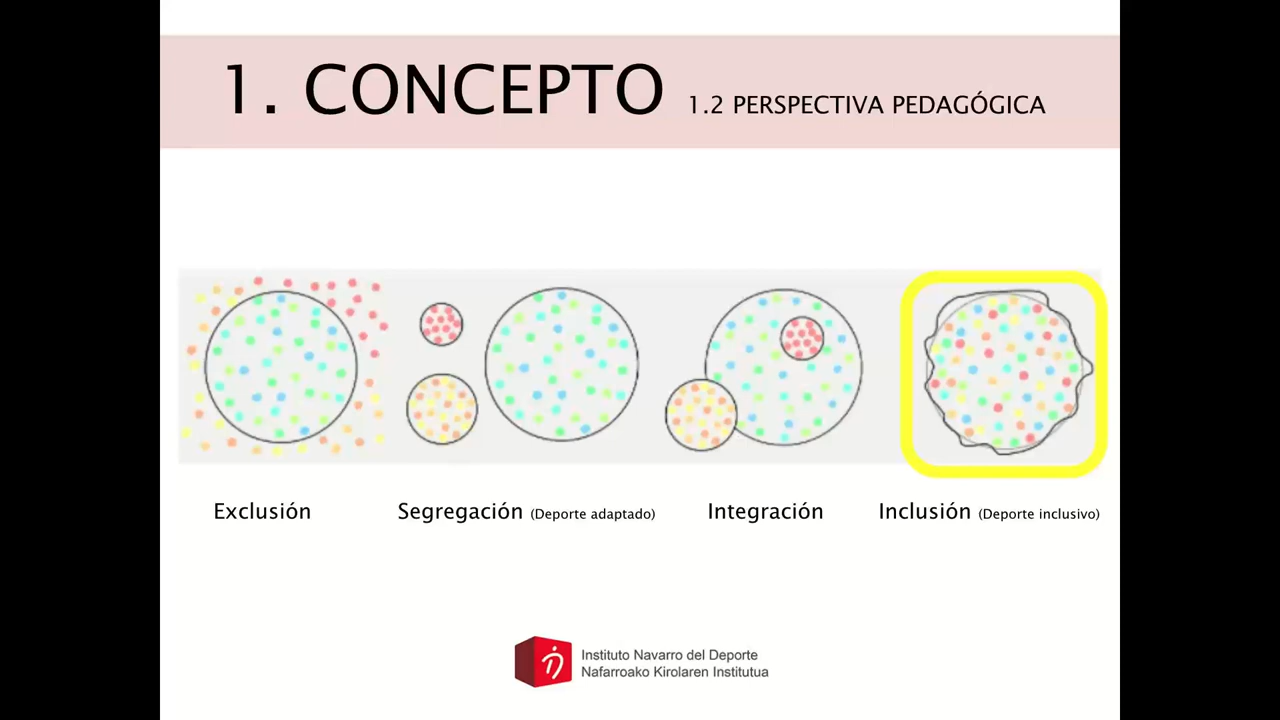 1. CONCEPTO 1.2 PERSPECTIVA PEDAGÓGICA
Exclusión Segregación (Deporte adaptado) Integración Inclusión (Deporte inclusivo)
Instituto Navarro del Deporte
Nafarroako Kirolaren Institutua